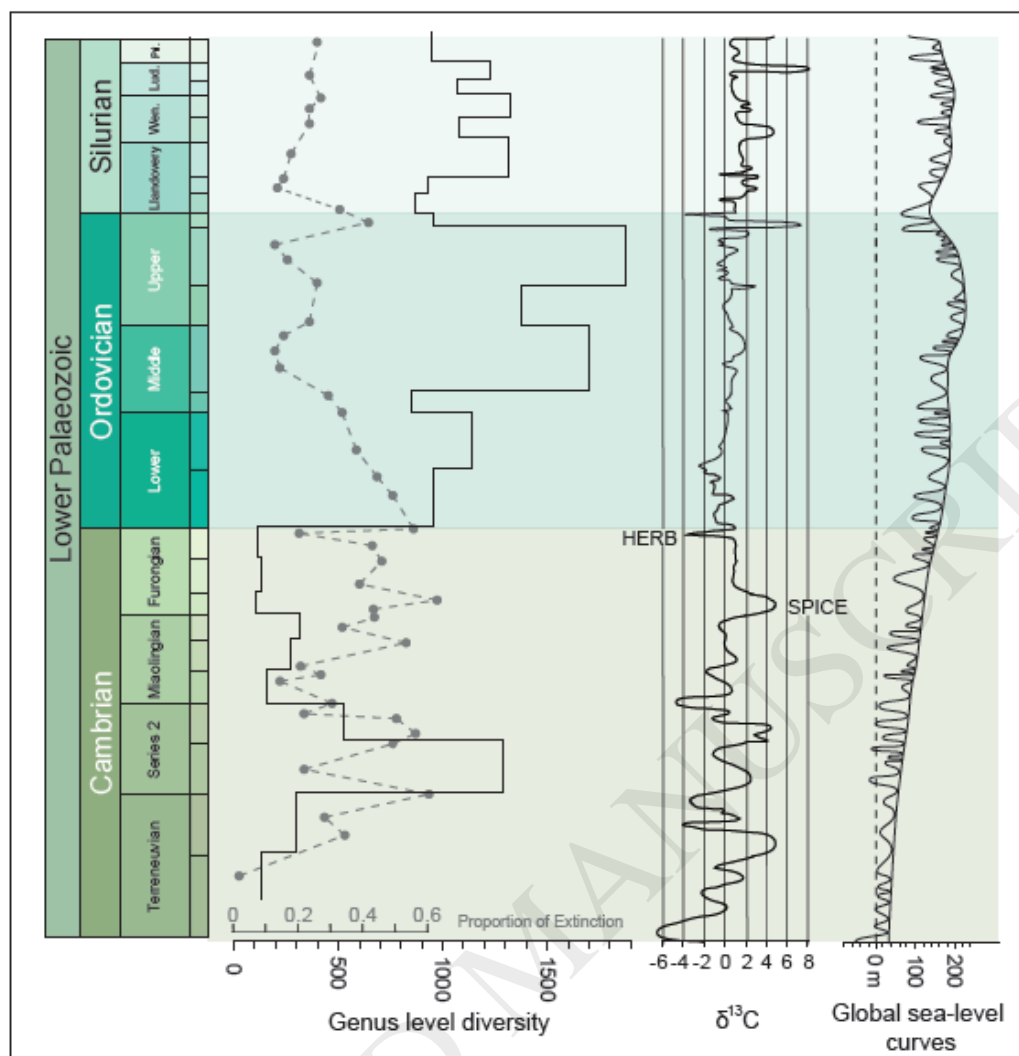 Lower Palaeozoic
Silurian
Ordovician
Cambrian
Pri.
Lud.
Wen.
Llandovery
Upper
Middle
Lower
Furongian
Miaolingian
Series 2
Terreneuvian
HERB
SPICE
0 0.2 0.4 0.6 Proportion of Extinction
0 500 1000 1500
Genus level diversity
-6 -4 -2 0 2 4 6 8
δ¹³C
0 m 100 200
Global sea-level
curves
D MANUSCRIP